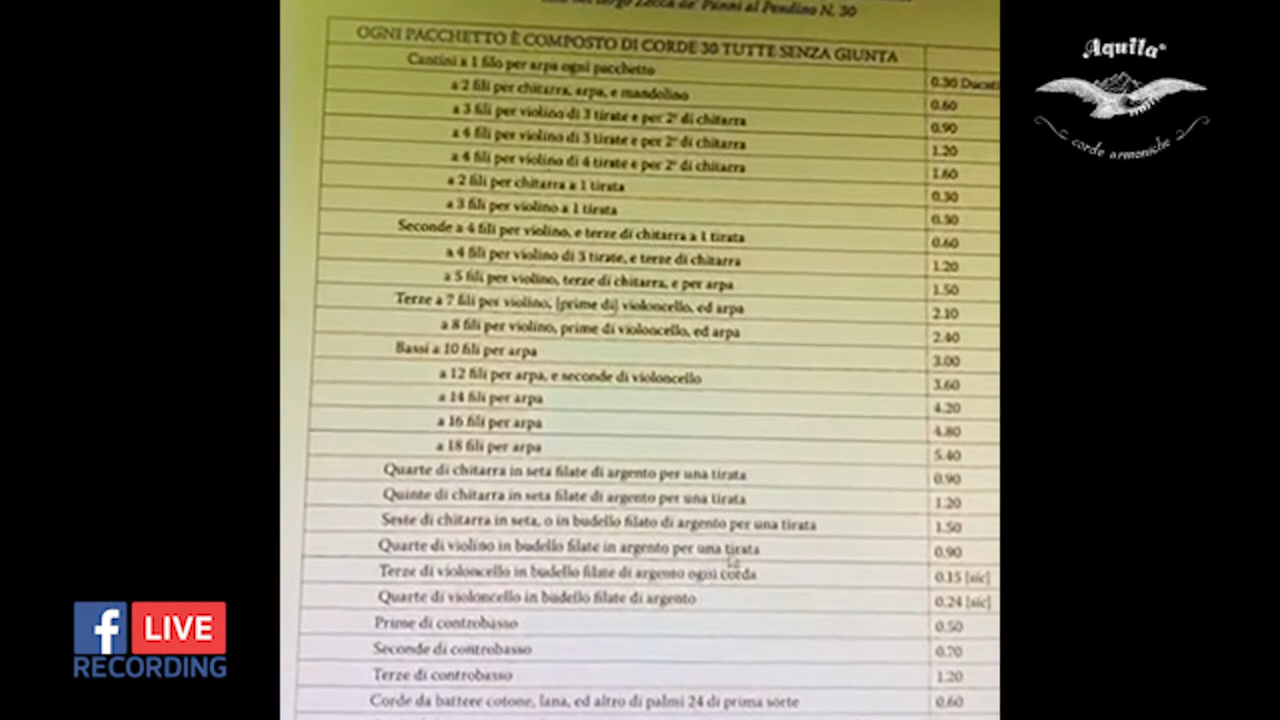 largo Zecca de' Panni al Pendino N. 30
OGNI PACCHETTO È COMPOSTO DI CORDE 30 TUTTE SENZA GIUNTA
Cantini a 1 filo per arpa ogni pacchetto 0.30 Ducati
a 2 fili per chitarra, arpa, e mandolino 0.60
a 3 fili per violino di 3 tirate e per 2ᵉ di chitarra 0.90
a 4 fili per violino di 3 tirate e per 2ᵉ di chitarra 1.20
a 4 fili per violino di 4 tirate e per 2ᵉ di chitarra 1.60
a 2 fili per chitarra a 1 tirata 0.30
a 3 fili per violino a 1 tirata 0.30
Seconde a 4 fili per violino, e terze di chitarra a 1 tirata 0.60
a 4 fili per violino di 3 tirate, e terze di chitarra 1.20
a 5 fili per violino, terze di chitarra, e per arpa 1.50
Terze a 7 fili per violino, [prime di] violoncello, ed arpa 2.10
a 8 fili per violino, prime di violoncello, ed arpa 2.40
Bassi a 10 fili per arpa 3.00
a 12 fili per arpa, e seconde di violoncello 3.60
a 14 fili per arpa 4.20
a 16 fili per arpa 4.80
a 18 fili per arpa 5.40
Quarte di chitarra in seta filate di argento per una tirata 0.90
Quinte di chitarra in seta filate di argento per una tirata 1.20
Seste di chitarra in seta, o in budello filato di argento per una tirata 1.50
Quarte di violino in budello filate in argento per una tirata 0.90
Terze di violoncello in budello filate di argento ogni corda 0.15 [sic]
Quarte di violoncello in budello filate di argento 0.24 [sic]
Prime di controbasso 0.50
Seconde di controbasso 0.70
Terze di controbasso 1.20
Corde da battere cotone, lana, ed altro di palmi 24 di prima sorte 0.60
Aquila®
corde armoniche
f LIVE
RECORDING